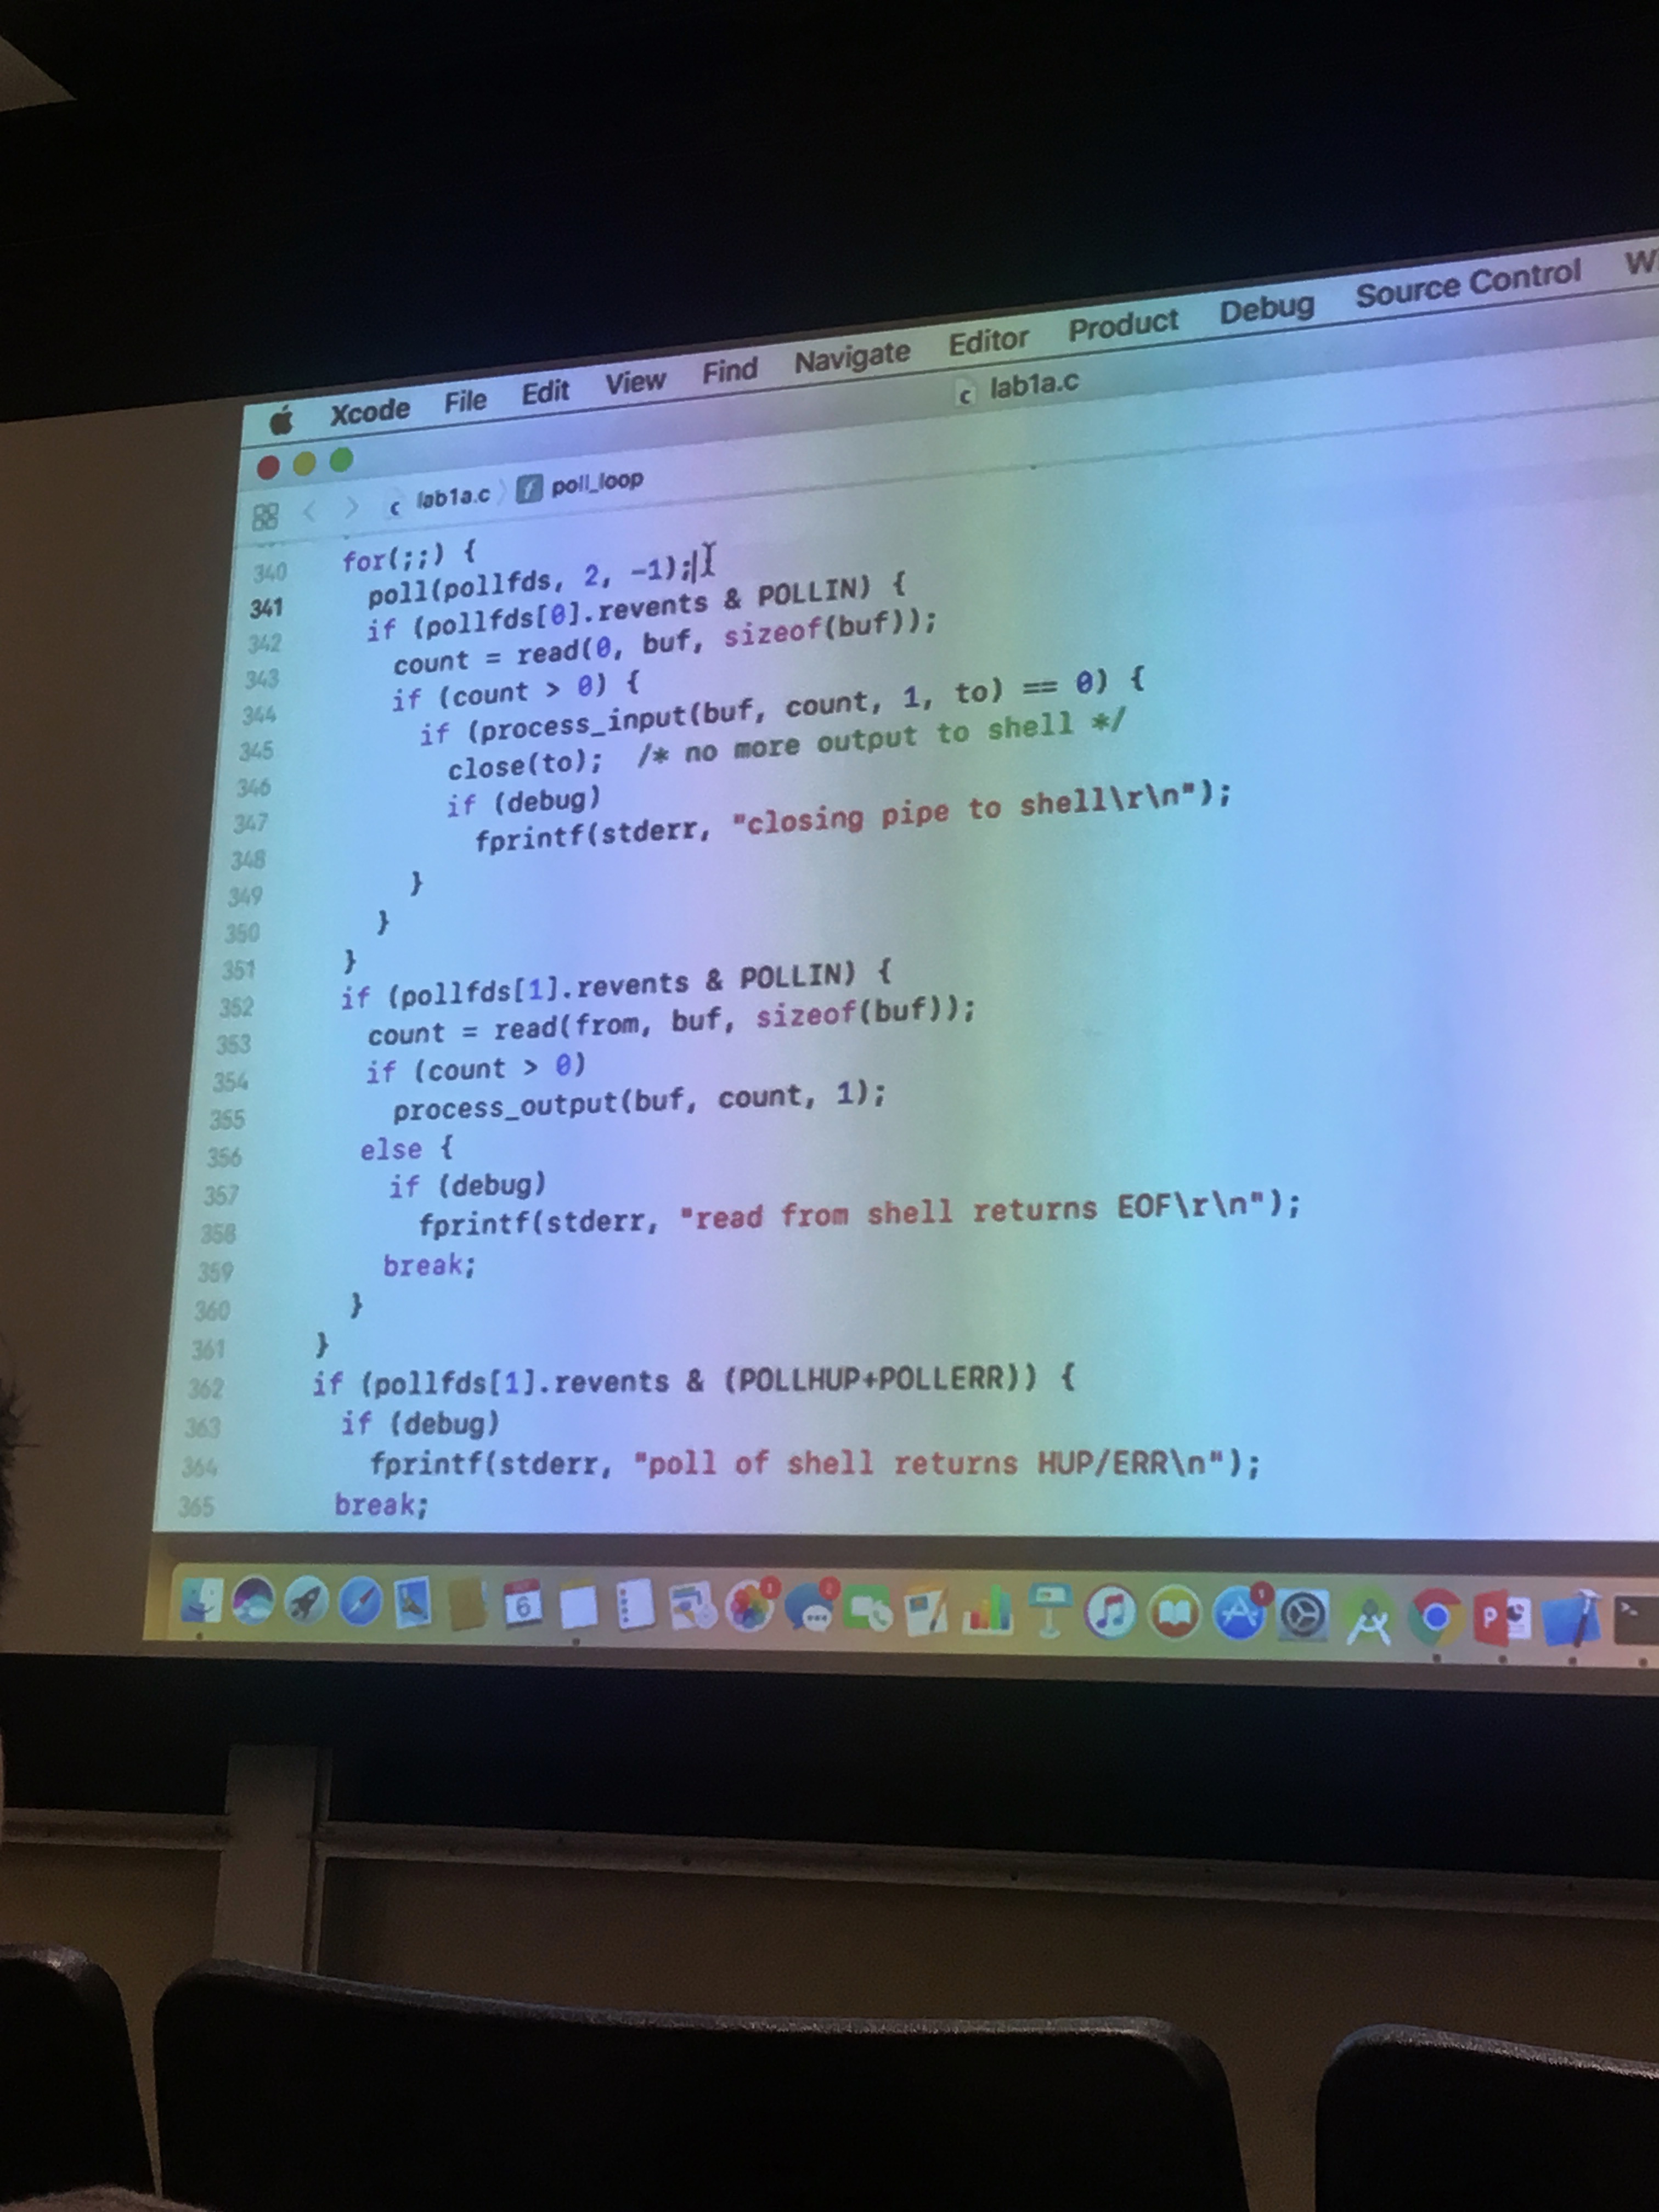 Xcode File Edit View Find Navigate Editor Product Debug Source Control
c lab1a.c
c lab1a.c f poll_loop
340 for(;;) {
341 poll(pollfds, 2, -1);
342 if (pollfds[0].revents & POLLIN) {
343 count = read(0, buf, sizeof(buf));
344 if (count > 0) {
345 if (process_input(buf, count, 1, to) == 0) {
346 close(to); /* no more output to shell */
347 if (debug)
348 fprintf(stderr, "closing pipe to shell\r\n");
349 }
350 }
351 }
352 if (pollfds[1].revents & POLLIN) {
353 count = read(from, buf, sizeof(buf));
354 if (count > 0)
355 process_output(buf, count, 1);
356 else {
357 if (debug)
358 fprintf(stderr, "read from shell returns EOF\r\n");
359 break;
360 }
361 }
362 if (pollfds[1].revents & (POLLHUP+POLLERR)) {
363 if (debug)
364 fprintf(stderr, "poll of shell returns HUP/ERR\n");
365 break;
6
P